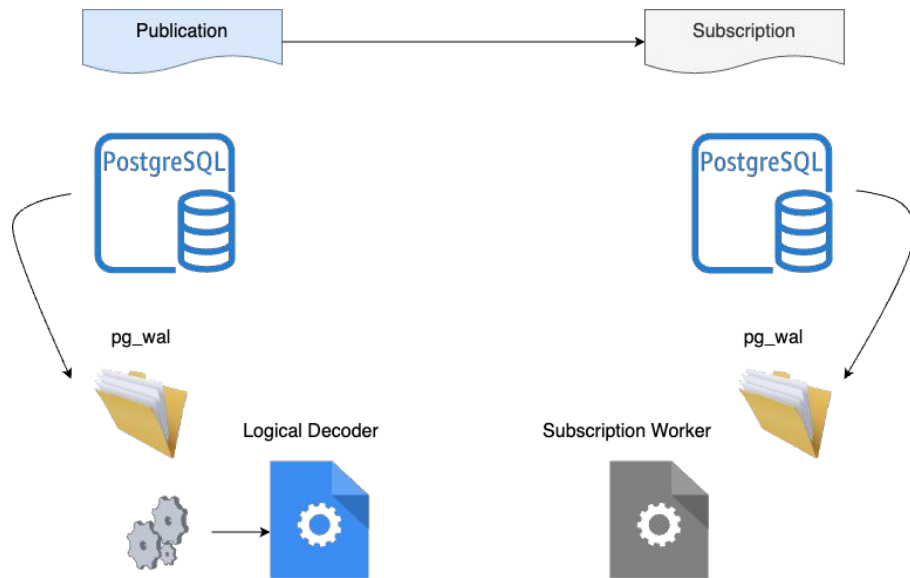 Publication
Subscription
PostgreSQL
PostgreSQL
pg_wal
pg_wal
Logical Decoder
Subscription Worker